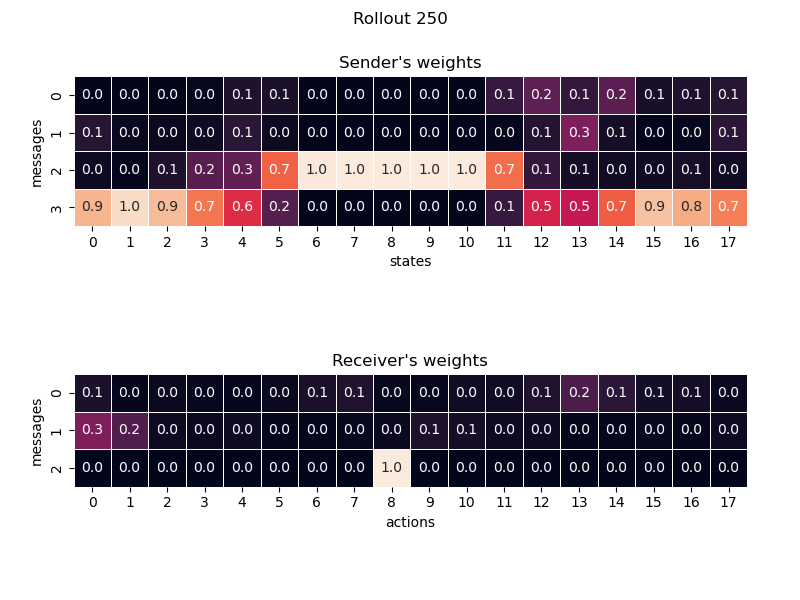 Rollout 250
Sender's weights
0 0.0 0.0 0.0 0.0 0.1 0.1 0.0 0.0 0.0 0.0 0.0 0.1 0.2 0.1 0.2 0.1 0.1 0.1
1 0.1 0.0 0.0 0.0 0.1 0.0 0.0 0.0 0.0 0.0 0.0 0.0 0.1 0.3 0.1 0.0 0.0 0.1
2 0.0 0.0 0.1 0.2 0.3 0.7 1.0 1.0 1.0 1.0 1.0 0.7 0.1 0.1 0.0 0.0 0.1 0.0
3 0.9 1.0 0.9 0.7 0.6 0.2 0.0 0.0 0.0 0.0 0.0 0.1 0.5 0.5 0.7 0.9 0.8 0.7
messages
0 1 2 3 4 5 6 7 8 9 10 11 12 13 14 15 16 17
states
Receiver's weights
0 0.1 0.0 0.0 0.0 0.0 0.0 0.1 0.1 0.0 0.0 0.0 0.0 0.1 0.2 0.1 0.1 0.1 0.0
1 0.3 0.2 0.0 0.0 0.0 0.0 0.0 0.0 0.0 0.1 0.1 0.0 0.0 0.0 0.0 0.0 0.0 0.0
2 0.0 0.0 0.0 0.0 0.0 0.0 0.0 0.0 1.0 0.0 0.0 0.0 0.0 0.0 0.0 0.0 0.0 0.0
messages
0 1 2 3 4 5 6 7 8 9 10 11 12 13 14 15 16 17
actions